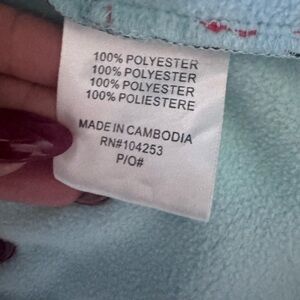 100% POLYESTER
100% POLYESTER
100% POLYESTER
100% POLIESTERE
MADE IN CAMBODIA
RN#104253
P/O#